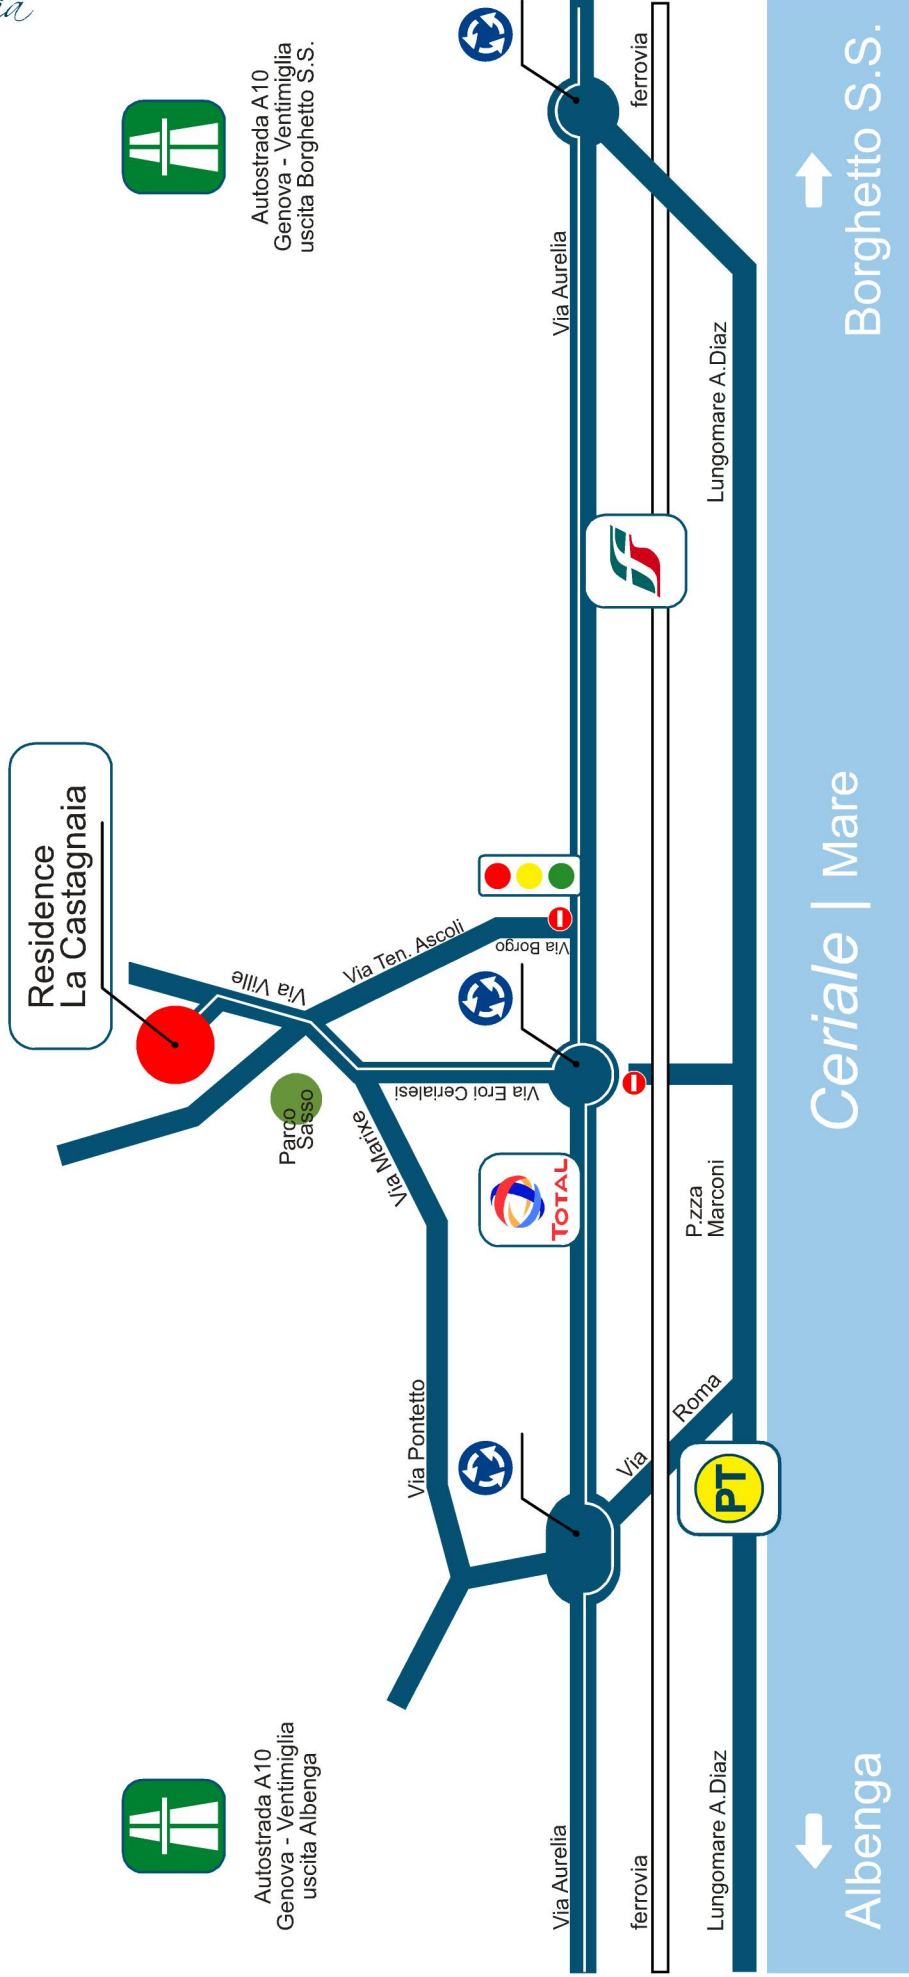 Residence
La Castagnaia
Autostrada A10
Genova - Ventimiglia
uscita Albenga
Autostrada A10
Genova - Ventimiglia
uscita Borghetto S.S.
Via Ville
Via Ten. Ascoli
Parco
Sasso
Via Marixe
Via Pontetto
Via Eroi Cerialesi
Via Borgo
TOTAL
Via Aurelia
Via Aurelia
ferrovia
ferrovia
Via Roma
P.zza
Marconi
PT
Lungomare A.Diaz
Lungomare A.Diaz
Albenga
Ceriale | Mare
Borghetto S.S.